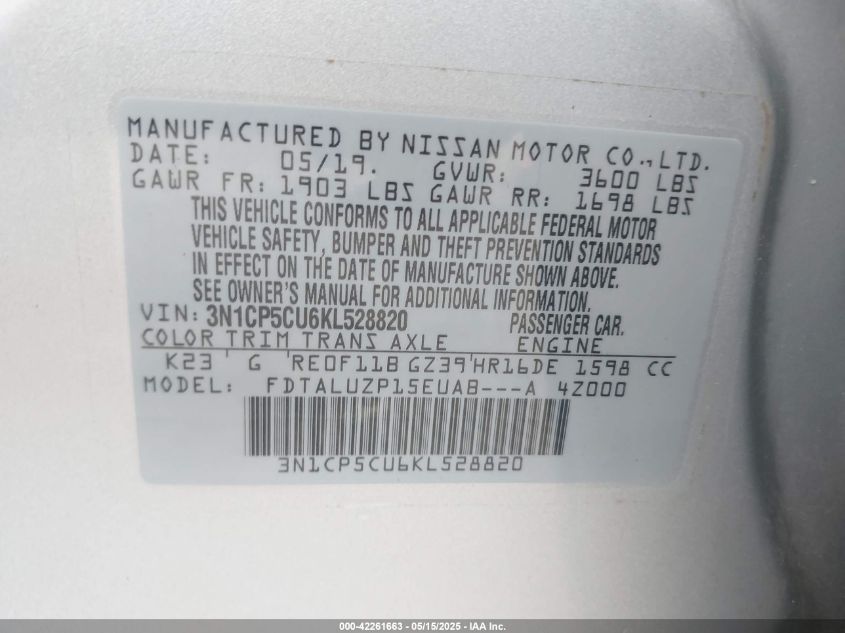 MANUFACTURED BY NISSAN MOTOR CO.,LTD.
DATE: 05/19. GVWR: 3600 LBS
GAWR FR: 1903 LBS GAWR RR: 1698 LBS
THIS VEHICLE CONFORMS TO ALL APPLICABLE FEDERAL MOTOR
VEHICLE SAFETY, BUMPER AND THEFT PREVENTION STANDARDS
IN EFFECT ON THE DATE OF MANUFACTURE SHOWN ABOVE.
SEE OWNER'S MANUAL FOR ADDITIONAL INFORMATION.
VIN: 3N1CP5CU6KL528820 PASSENGER CAR.
COLOR TRIM TRANS AXLE ENGINE
K23 ' G 'RE0F11B GZ39'HR16DE 1598 CC
MODEL: FDTALUZP15EUAB---A 4Z000
3N1CP5CU6KL528820
000-42261663 - 05/15/2025 - IAA Inc.